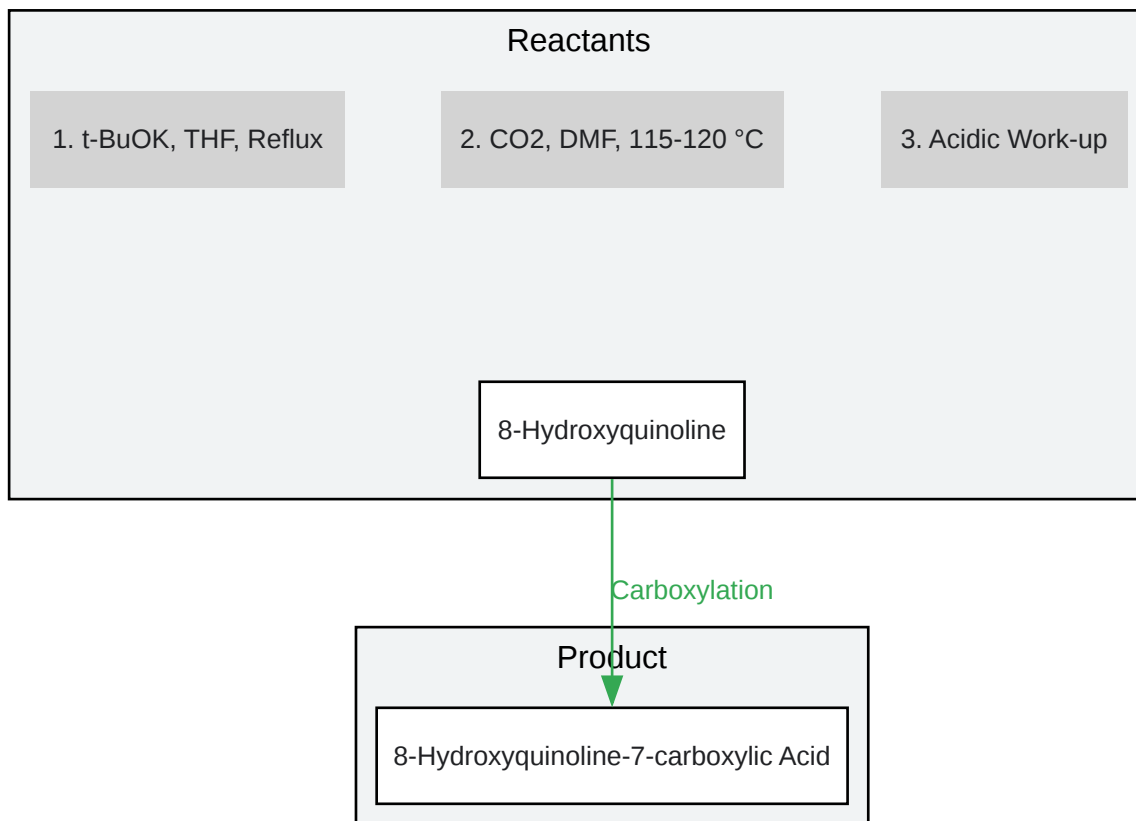 Reactants
1. t-BuOK, THF, Reflux
2. CO2, DMF, 115-120 °C
3. Acidic Work-up
8-Hydroxyquinoline
Carboxylation
Product
8-Hydroxyquinoline-7-carboxylic Acid